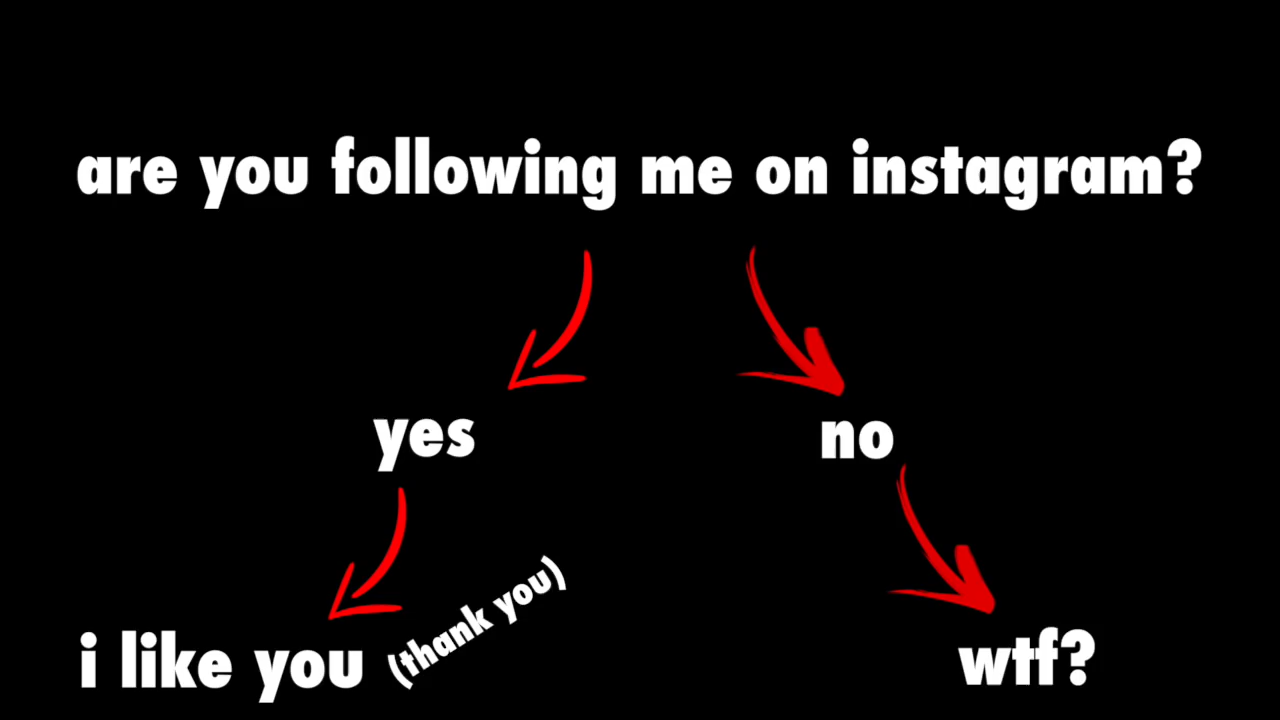 are you following me on instagram?
yes
no
i like you
(thank you)
wtf?